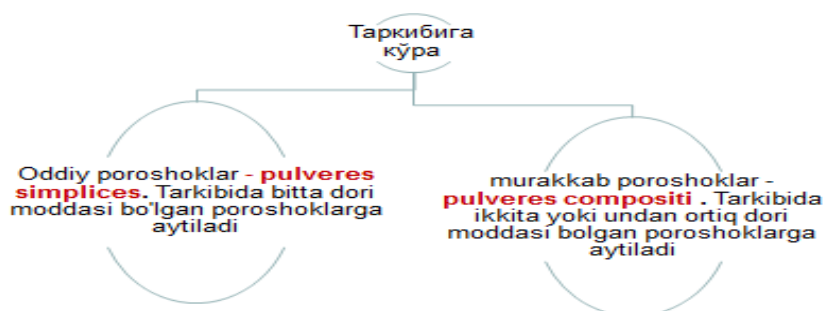 Таркибига
кўра
Oddiy poroshoklar - pulveres
simplices. Tarkibida bitta dori
moddasi bo'lgan poroshoklarga
aytiladi
murakkab poroshoklar -
pulveres compositi . Tarkibida
ikkita yoki undan ortiq dori
moddasi bolgan poroshoklarga
aytiladi